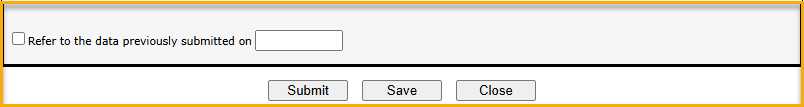 Refer to the data previously submitted on
Submit Save Close